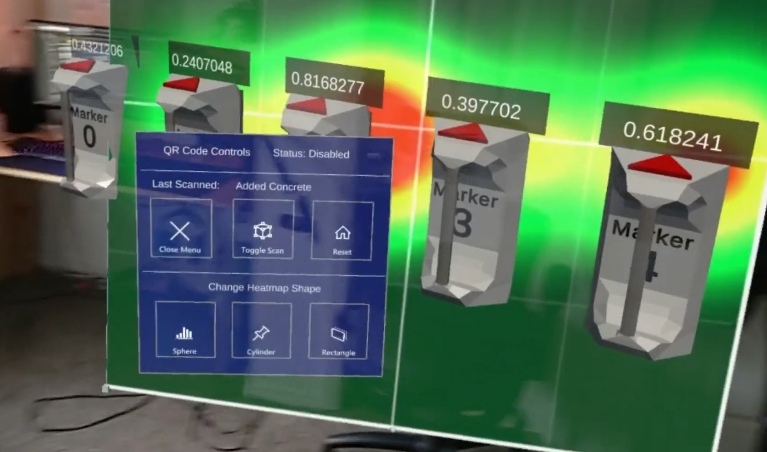 0.4321206
0.2407048
0.8168277
0.397702
0.618241
Marker
0
QR Code Controls Status: Disabled
Last Scanned: Added Concrete
Close Menu Toggle Scan Reset
Change Heatmap Shape
Sphere Cylinder Rectangle
Marker
3
Marker